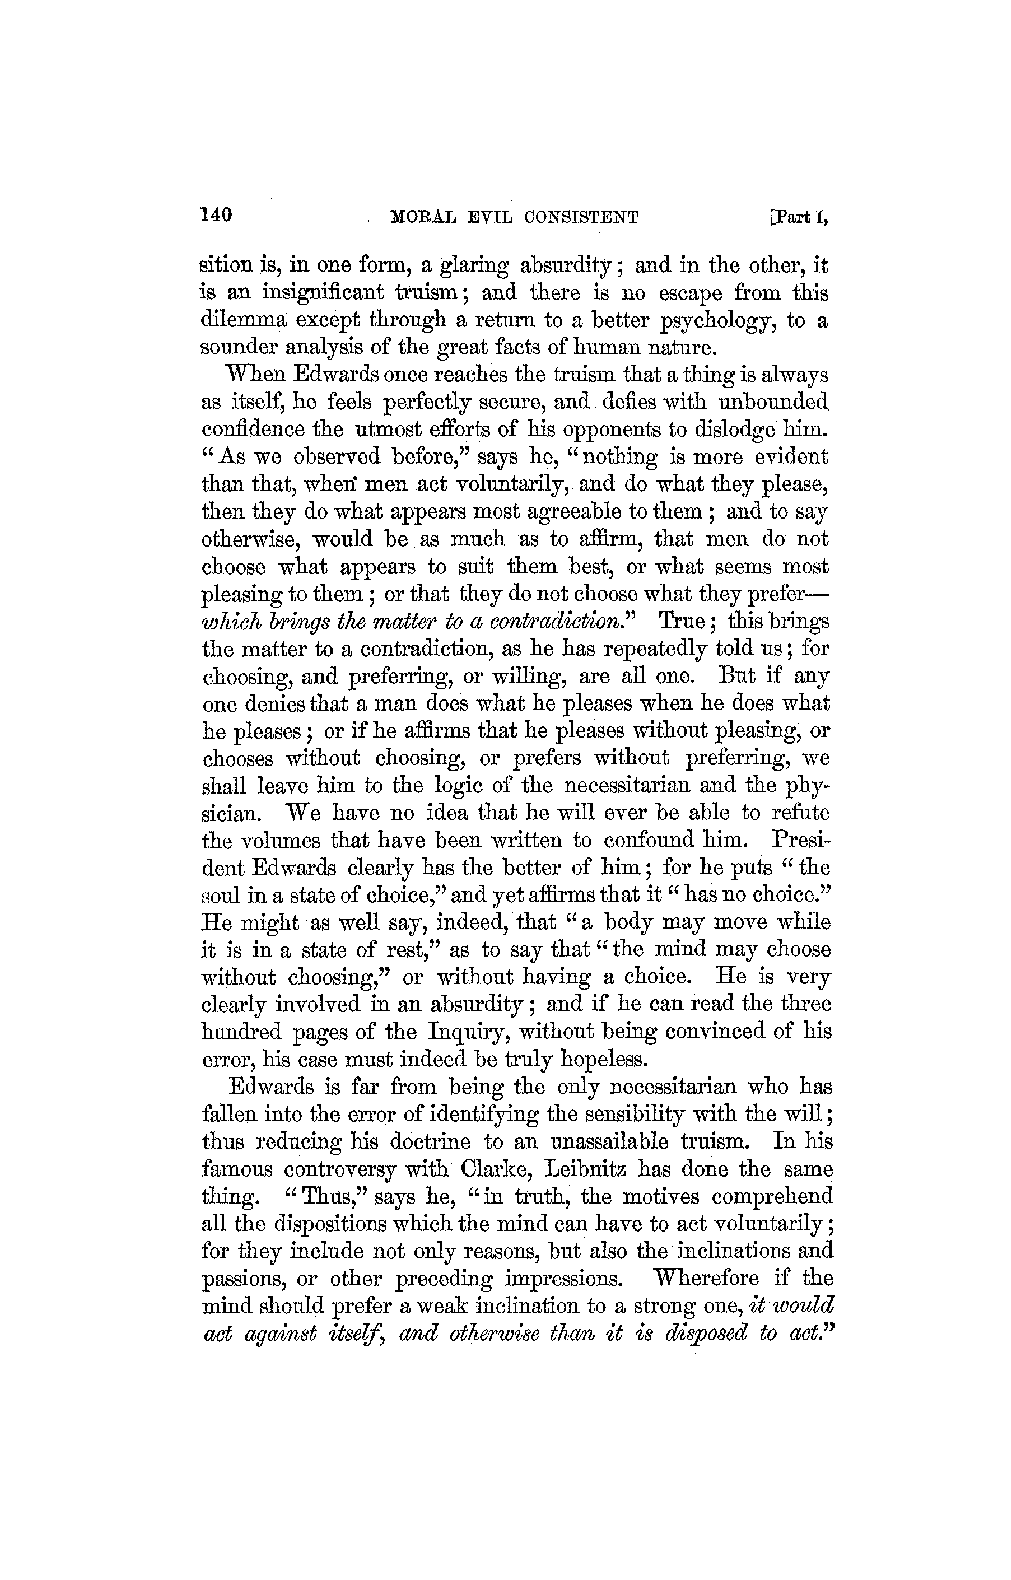 140 MORAL EVIL CONSISTENT [Part I,
sition is, in one form, a glaring absurdity; and in the other, it
is an insignificant truism; and there is no escape from this
dilemma except through a return to a better psychology, to a
sounder analysis of the great facts of human nature.
When Edwards once reaches the truism that a thing is always
as itself, he feels perfectly secure, and defies with unbounded
confidence the utmost efforts of his opponents to dislodge him.
“As we observed before,” says he, “nothing is more evident
than that, when men act voluntarily, and do what they please,
then they do what appears most agreeable to them; and to say
otherwise, would be as much as to affirm, that men do not
choose what appears to suit them best, or what seems most
pleasing to them; or that they do not choose what they prefer—
which brings the matter to a contradiction.” True; this brings
the matter to a contradiction, as he has repeatedly told us; for
choosing, and preferring, or willing, are all one. But if any
one denies that a man does what he pleases when he does what
he pleases; or if he affirms that he pleases without pleasing, or
chooses without choosing, or prefers without preferring, we
shall leave him to the logic of the necessitarian and the phy-
sician. We have no idea that he will ever be able to refute
the volumes that have been written to confound him. Presi-
dent Edwards clearly has the better of him; for he puts “the
soul in a state of choice,” and yet affirms that it “has no choice.”
He might as well say, indeed, that “a body may move while
it is in a state of rest,” as to say that “the mind may choose
without choosing,” or without having a choice. He is very
clearly involved in an absurdity; and if he can read the three
hundred pages of the Inquiry, without being convinced of his
error, his case must indeed be truly hopeless.
Edwards is far from being the only necessitarian who has
fallen into the error of identifying the sensibility with the will;
thus reducing his doctrine to an unassailable truism. In his
famous controversy with Clarke, Leibnitz has done the same
thing. “Thus,” says he, “in truth, the motives comprehend
all the dispositions which the mind can have to act voluntarily;
for they include not only reasons, but also the inclinations and
passions, or other preceding impressions. Wherefore if the
mind should prefer a weak inclination to a strong one, it would
act against itself, and otherwise than it is disposed to act.”